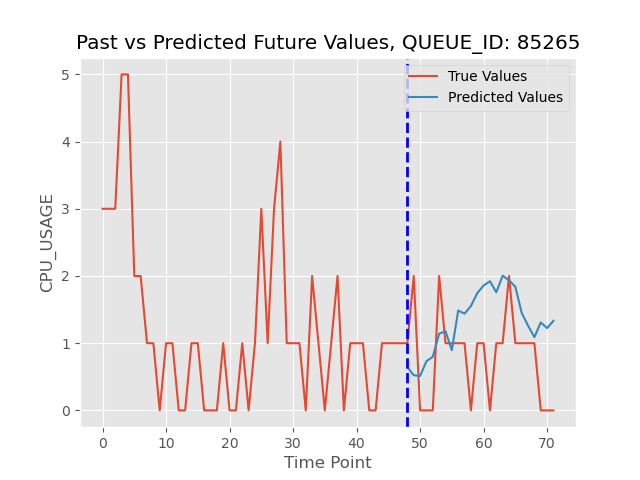 Past vs Predicted Future Values, QUEUE_ID: 85265
True Values
Predicted Values
CPU_USAGE
5
4
3
2
1
0
0 10 20 30 40 50 60 70
Time Point